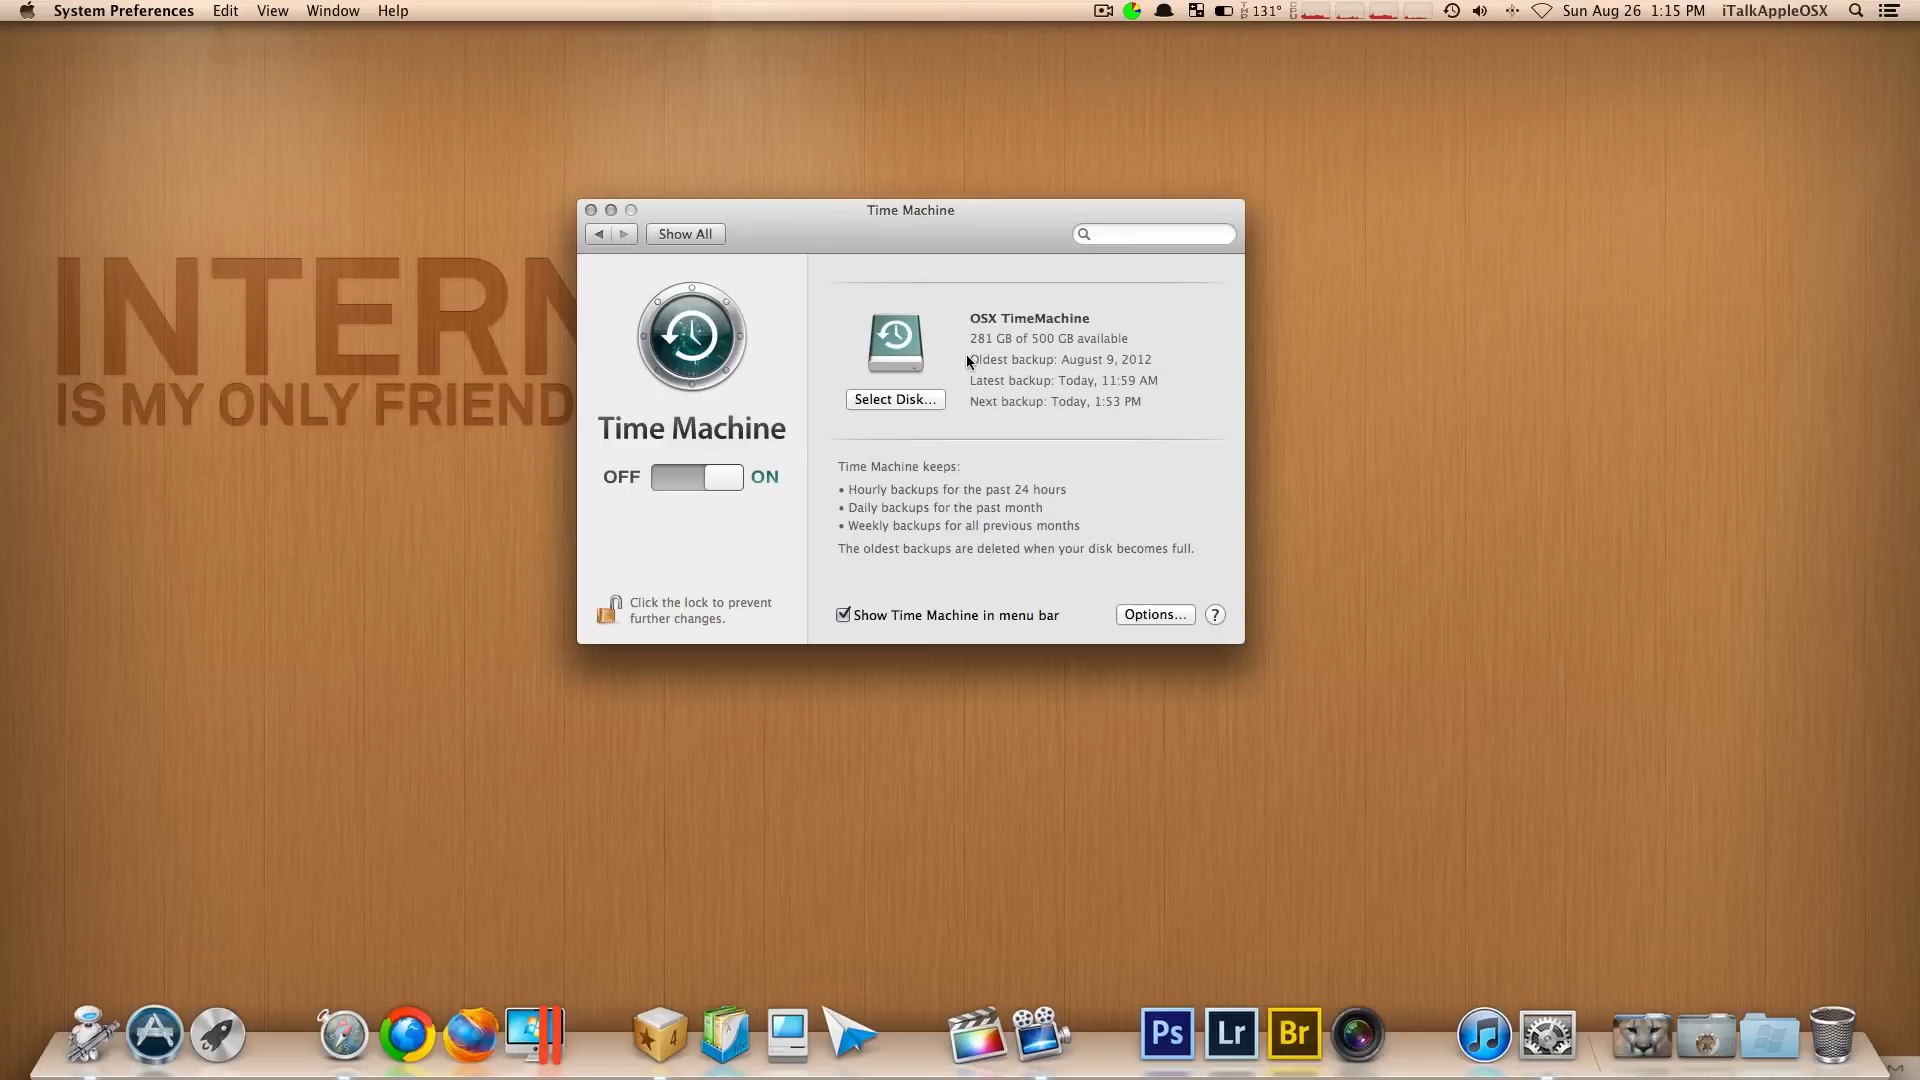 System Preferences Edit View Window Help
131° Sun Aug 26 1:15 PM iTalkAppleOSX
INTERN
IS MY ONLY FRIEND
Time Machine
Show All
Time Machine
OFF ON
Click the lock to prevent
further changes.
OSX TimeMachine
281 GB of 500 GB available
Oldest backup: August 9, 2012
Latest backup: Today, 11:59 AM
Next backup: Today, 1:53 PM
Select Disk...
Time Machine keeps:
• Hourly backups for the past 24 hours
• Daily backups for the past month
• Weekly backups for all previous months
The oldest backups are deleted when your disk becomes full.
Show Time Machine in menu bar
Options...
?
4
Ps Lr Br